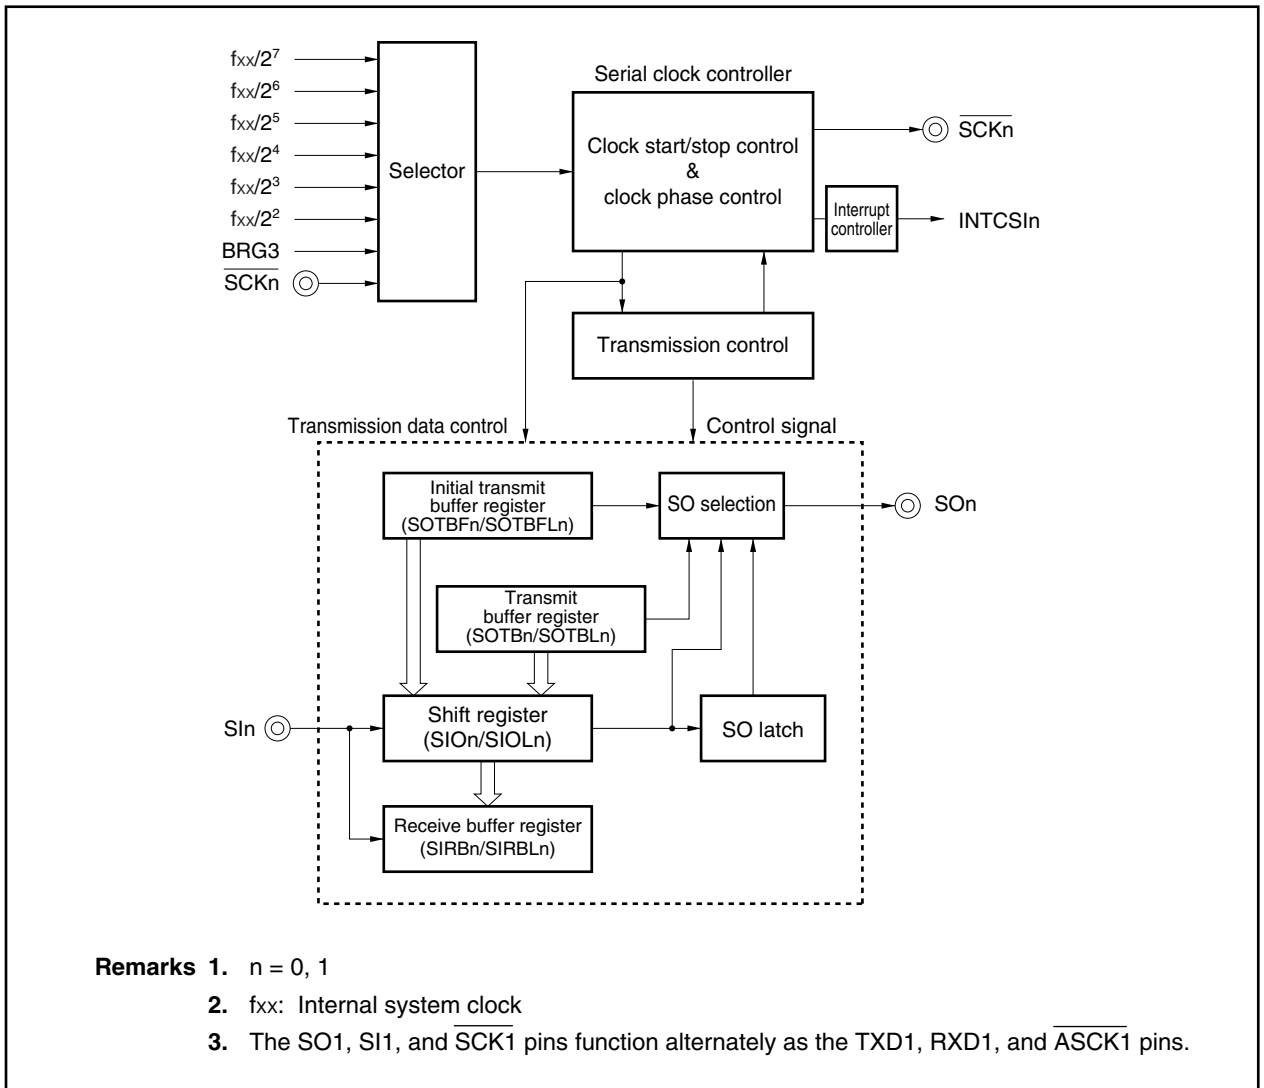 fxx/2⁷
fxx/2⁶
fxx/2⁵
fxx/2⁴
fxx/2³
fxx/2²
BRG3
S̅C̅K̅n̅
Selector
Serial clock controller
Clock start/stop control
&
clock phase control
S̅C̅K̅n̅
Interrupt
controller
INTCSIn
Transmission control
Transmission data control
Control signal
Initial transmit
buffer register
(SOTBFn/SOTBFLn)
SO selection
SOn
Transmit
buffer register
(SOTBn/SOTBLn)
SIn
Shift register
(SIOn/SIOLn)
SO latch
Receive buffer register
(SIRBn/SIRBLn)
Remarks 1. n = 0, 1
2. fxx: Internal system clock
3. The SO1, SI1, and S̅C̅K̅1̅ pins function alternately as the TXD1, RXD1, and A̅S̅C̅K̅1̅ pins.